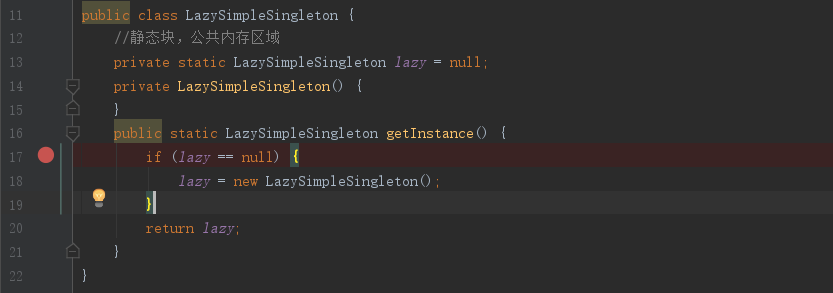 11 public class LazySimpleSingleton {
12 //静态块，公共内存区域
13 private static LazySimpleSingleton lazy = null;
14 private LazySimpleSingleton() {
15 }
16 public static LazySimpleSingleton getInstance() {
17 if (lazy == null) {
18 lazy = new LazySimpleSingleton();
19 }
20 return lazy;
21 }
22 }